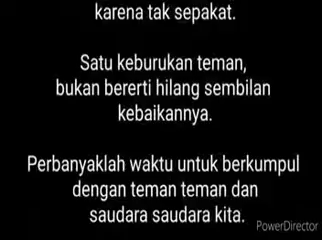 karena tak sepakat.
Satu keburukan teman,
bukan bererti hilang sembilan
kebaikannya.
Perbanyaklah waktu untuk berkumpul
dengan teman teman dan
saudara saudara kita.
PowerDirector